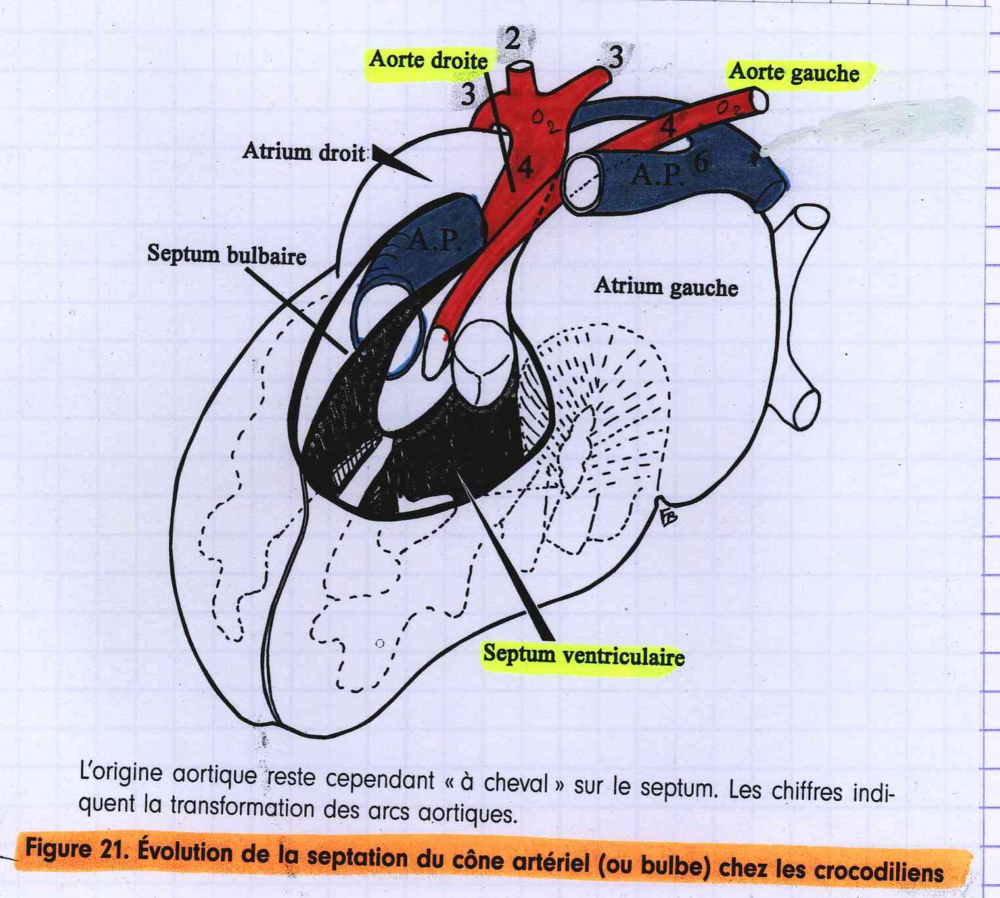 2
3
Aorte droite
Aorte gauche
3
O2
O2
4
Atrium droit
4
A.P. 6
A.P.
Septum bulbaire
Atrium gauche
FB
Septum ventriculaire
L'origine aortique reste cependant « à cheval » sur le septum. Les chiffres indi-
quent la transformation des arcs aortiques.
Figure 21. Évolution de la septation du cône artériel (ou bulbe) chez les crocodiliens